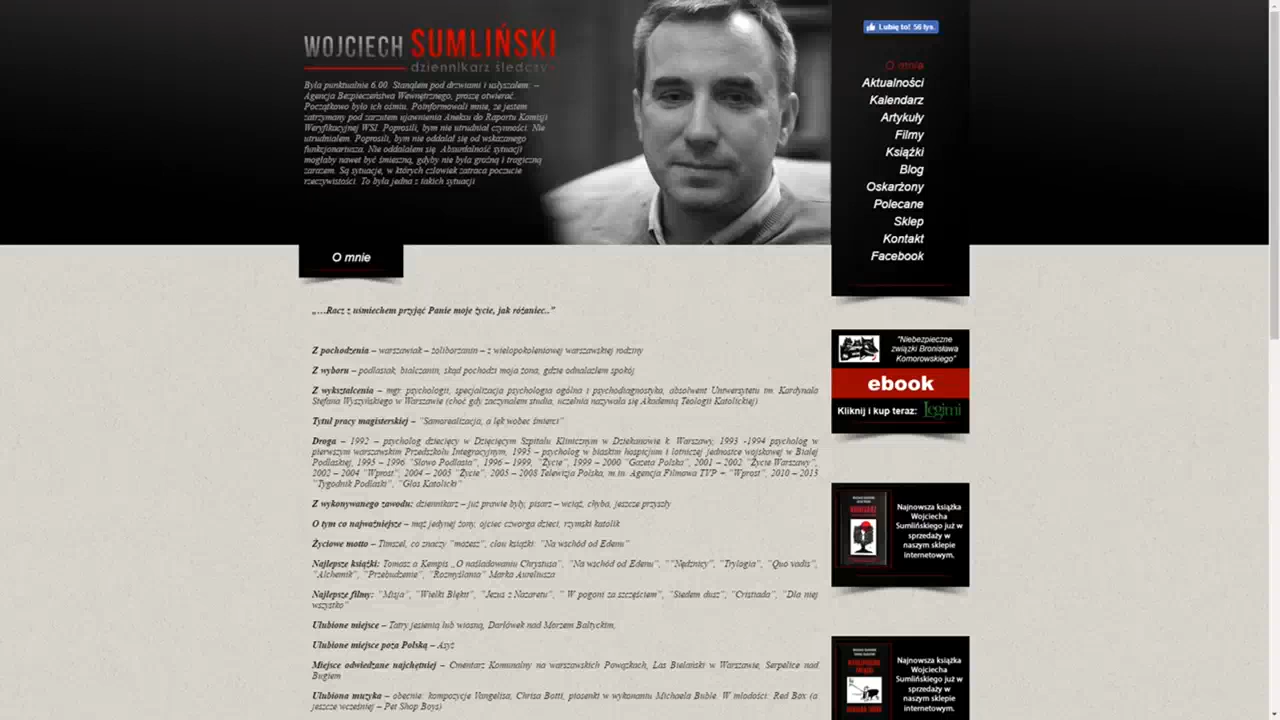 WOJCIECH SUMLIŃSKI
dziennikarz śledczy
Była punktualnie 6.00. Stanąłem pod drzwiami i usłyszałem: –
Agencja Bezpieczeństwa Wewnętrznego, proszę otwierać.
Początkowo było ich ośmiu. Poinformowali mnie, że jestem
zatrzymany pod zarzutem ujawnienia Aneksu do Raportu Komisji
Weryfikacyjnej WSI. Poprosili, bym nie utrudniał czynności. Nie
utrudniałem. Poprosili, bym nie oddalał się od wskazanego
funkcjonariusza. Nie oddalałem się. Absurdalność sytuacji
mogłaby nawet być śmieszna, gdyby nie była groźną i tragiczną
zarazem. Są sytuacje, w których człowiek zatraca poczucie
rzeczywistości. To była jedna z takich sytuacji
Lubię to! 56 tys.
O mnie
Aktualności
Kalendarz
Artykuły
Filmy
Książki
Blog
Oskarżony
Polecane
Sklep
Kontakt
Facebook
O mnie
„…Racz z uśmiechem przyjąć Panie moje życie, jak różaniec..”
Z pochodzenia – warszawiak – żoliborzanin – z wielopokoleniowej warszawskiej rodziny
Z wyboru – podlasiak, bialczanin, skąd pochodzi moja żona, gdzie odnalazłem spokój
Z wykształcenia – mgr. psychologii, specjalizacja psychologia ogólna i psychodiagnostyka, absolwent Uniwersytetu im. Kardynała
Stefana Wyszyńskiego w Warszawie (choć gdy zaczynałem studia, uczelnia nazywała się Akademią Teologii Katolickiej)
Tytuł pracy magisterskiej – "Samorealizacja, a lęk wobec śmierci"
Droga – 1992 – psycholog dziecięcy w Dziecięcym Szpitalu Klinicznym w Dziekanowie k. Warszawy, 1993 -1994 psycholog w
pierwszym warszawskim Przedszkolu Integracyjnym, 1995 – psycholog w bialskim hospicjum i lotniczej jednostce wojskowej w Białej
Podlaskiej, 1995 – 1996 "Słowo Podlasia", 1996 – 1999, "Życie", 1999 – 2000 "Gazeta Polska", 2001 – 2002 "Życie Warszawy",
2002 – 2004 "Wprost", 2004 – 2005 "Życie", 2005 – 2008 Telewizja Polska, m.in. Agencja Filmowa TVP + "Wprost", 2010 – 2013
"Tygodnik Podlaski", "Głos Katolicki"
Z wykonywanego zawodu: dziennikarz – już prawie były, pisarz – wciąż, chyba, jeszcze przyszły
O tym co najważniejsze – mąż jedynej żony, ojciec czworga dzieci, rzymski katolik
Życiowe motto – Timszel, co znaczy "możesz", clou książki: "Na wschód od Edenu"
Najlepsze książki: Tomasz a Kempis „O naśladowaniu Chrystusa", "Na wschód od Edenu", ""Nędznicy", "Trylogia", "Quo vadis",
"Alchemik", "Przebudzenie", "Rozmyślania" Marka Aureliusza
Najlepsze filmy: "Misja", "Wielki Błękit", "Jezus z Nazaretu", " W pogoni za szczęściem", "Siedem dusz", "Cristiada", "Dla niej
wszystko"
Ulubione miejsce – Tatry jesienią lub wiosną, Darłówek nad Morzem Bałtyckim,
Ulubione miejsce poza Polską – Asyż
Miejsce odwiedzane najchętniej – Cmentarz Komunalny na warszawskich Powązkach, Las Bielański w Warszawie, Serpelice nad
Bugiem
Ulubiona muzyka – obecnie: kompozycje Vangelisa, Chrisa Botti, piosenki w wykonaniu Michaela Buble. W młodości: Red Box (a
jeszcze wcześniej – Pet Shop Boys)
"Niebezpieczne
związki Bronisława
Komorowskiego"
ebook
Kliknij i kup teraz: Legimi
Najnowsza książka
Wojciecha
Sumlińskiego już w
sprzedaży w
naszym sklepie
internetowym.
Najnowsza książka
Wojciecha
Sumlińskiego już w
sprzedaży w
naszym sklepie
internetowym.